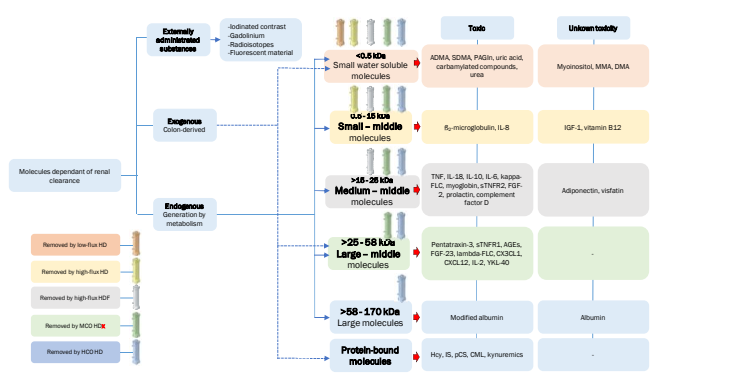 Externally
administrated
substances
-Iodinated contrast
-Gadolinium
-Radioisotopes
-Fluorescent material
Toxic
Unkown toxicity
<0.5 kDa
Small water soluble
molecules
ADMA, SDMA, PAGln, uric acid,
carbamylated compounds,
urea
Myoinositol, MMA, DMA
Exogenous
Colon-derived
0.5 - 15 kDa
Small – middle
molecules
ß₂-microglobulin, IL-8
IGF-1, vitamin B12
Molecules dependant of renal
clearance
>15 - 25 kDa
Medium – middle
molecules
TNF, IL-18, IL-10, IL-6, kappa-
FLC, myoglobin, sTNFR2, FGF-
2, prolactin, complement
factor D
Adiponectin, visfatin
Endogenous
Generation by
metabolism
>25 - 58 kDa
Large – middle
molecules
Pentatraxin-3, sTNFR1, AGEs,
FGF-23, lambda-FLC, CX3CL1,
CXCL12, IL-2, YKL-40
-
>58 - 170 kDa
Large molecules
Modified albumin
Albumin
Protein-bound
molecules
Hcy, IS, pCS, CML, kynuremics
-
Removed by low-flux HD
Removed by high-flux HD
Removed by high-flux HDF
Removed by MCO HDx
Removed by HCO HD